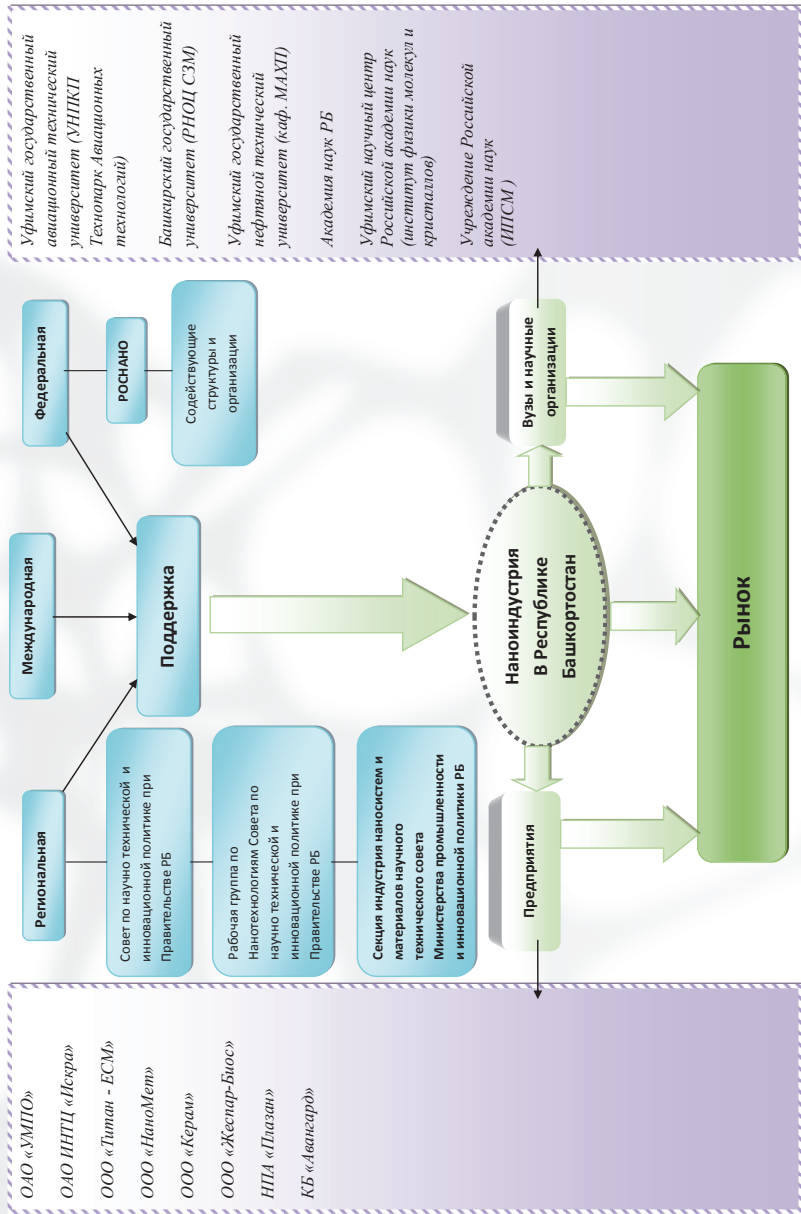 ОАО «УМПО»
ОАО ИНТЦ «Искра»
ООО «Титан - ЕСМ»
ООО «НаноМет»
ООО «Керам»
ООО «Жеспар-Биос»
НПА «Плазан»
КБ «Авангард»
Региональная
Совет по научно технической и
инновационной политике при
Правительстве РБ
Рабочая группа по
Нанотехнологиям Совета по
научно технической и
инновационной политике при
Правительстве РБ
Секция индустрия наносистем и
материалов научного
технического совета
Министерства промышленности
и инновационной политики РБ
Международная
Поддержка
Федеральная
РОСНАНО
Содействующие
структуры и
организации
Предприятия
Наноиндустрия
В Республике
Башкортостан
Вузы и научные
организации
Рынок
Уфимский государственный
авиационный технический
университет (УНПКП
Технопарк Авиационных
технологий)
Башкирский государственный
университет (РНОЦ СЗМ)
Уфимский государственный
нефтяной технический
университет (каф. МАХП)
Академия наук РБ
Уфимский научный центр
Российской академии наук
(институт физики молекул и
кристаллов)
Учреждение Российской
академии наук
(ИПСМ )